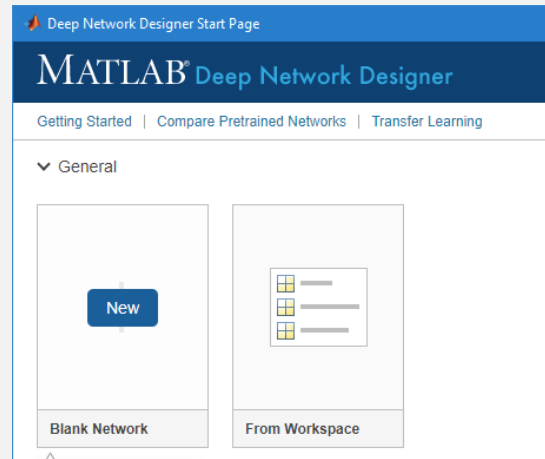 Deep Network Designer Start Page
MATLAB® Deep Network Designer
Getting Started | Compare Pretrained Networks | Transfer Learning
General
New
Blank Network
From Workspace